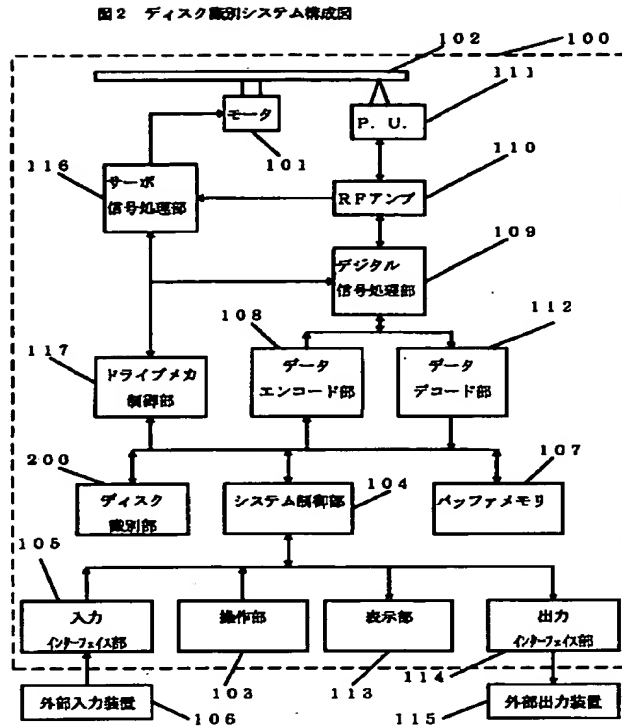 図2 ディスク識別システム構成図
102
100
111
モータ
P. U.
101
116
110
サーボ
信号処理部
RFアンプ
109
デジタル
信号処理部
108
112
117
ドライブメカ
制御部
データ
エンコード部
データ
デコード部
200
104
107
ディスク
識別部
システム制御部
バッファメモリ
105
入力
インターフェイス部
操作部
表示部
出力
インターフェイス部
103
113
114
外部入力装置
106
115
外部出力装置